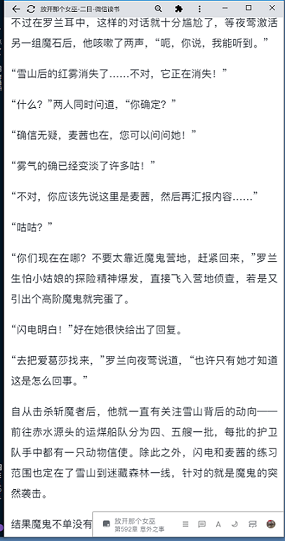 放开那个女巫-二目-微信读书
不过在罗兰耳中，这样的对话就十分尴尬了，等夜莺激活
另一组魔石后，他咳嗽了两声，“呃，你说，我能听到。”
“雪山后的红雾消失了……不对，它正在消失！”
“什么？”两人同时问道，“你确定？”
“确信无疑，麦茜也在，您可以问问她！”
“雾气的确已经变淡了许多咕！”
“不对，你应该先说这里是麦茜，然后再汇报内容……”
“咕咕？”
“你们现在在哪？不要太靠近魔鬼营地，赶紧回来，”罗兰
生怕小姑娘的探险精神爆发，直接飞入营地侦查，若是又
引出个高阶魔鬼就完蛋了。
“闪电明白！”好在她很快给出了回复。
“去把爱葛莎找来，”罗兰向夜莺说道，“也许只有她才知道
这是怎么回事。”
自从击杀斩魔者后，他就一直有关注雪山背后的动向——
前往赤水源头的运煤船队分为四、五艘一批，每批的护卫
队手中都有一只动物信使。除此之外，闪电和麦茜的练习
范围也定在了雪山到迷藏森林一线，针对的就是魔鬼的突
然袭击。
结果魔鬼不单没有
放开那个女巫
第592章 意外之事